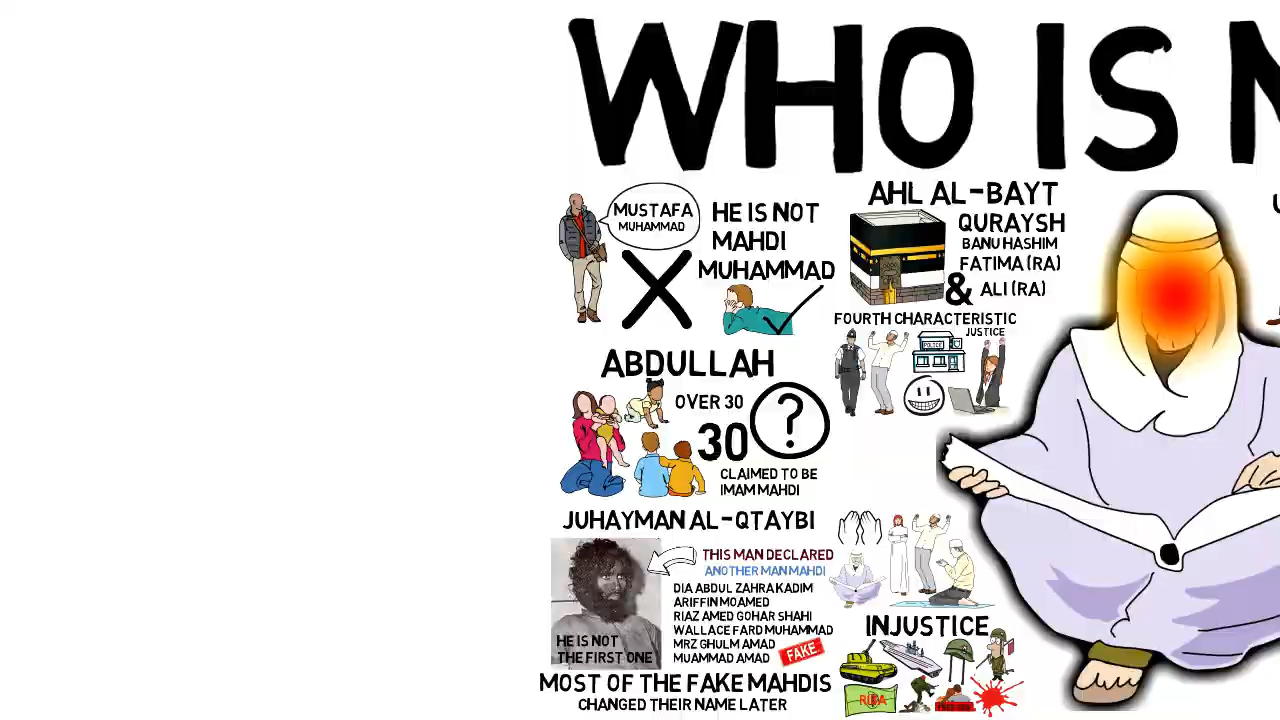 WHO IS
MUSTAFA
MUHAMMAD
HE IS NOT
MAHDI
MUHAMMAD
AHL AL-BAYT
QURAYSH
BANU HASHIM
FATIMA (RA)
& ALI (RA)
FOURTH CHARACTERISTIC
JUSTICE
POLICE
ABDULLAH
OVER 30
30
?
CLAIMED TO BE
IMAM MAHDI
JUHAYMAN AL-QTAYBI
THIS MAN DECLARED
ANOTHER MAN MAHDI
DIA ABDUL ZAHRA KADIM
ARIFFIN MOAMED
RIAZ AMED GOHAR SHAHI
WALLACE FARD MUHAMMAD
MRZ GHULM AMAD
MUAMMAD AMAD
FAKE
HE IS NOT
THE FIRST ONE
MOST OF THE FAKE MAHDIS
CHANGED THEIR NAME LATER
INJUSTICE
RIBA